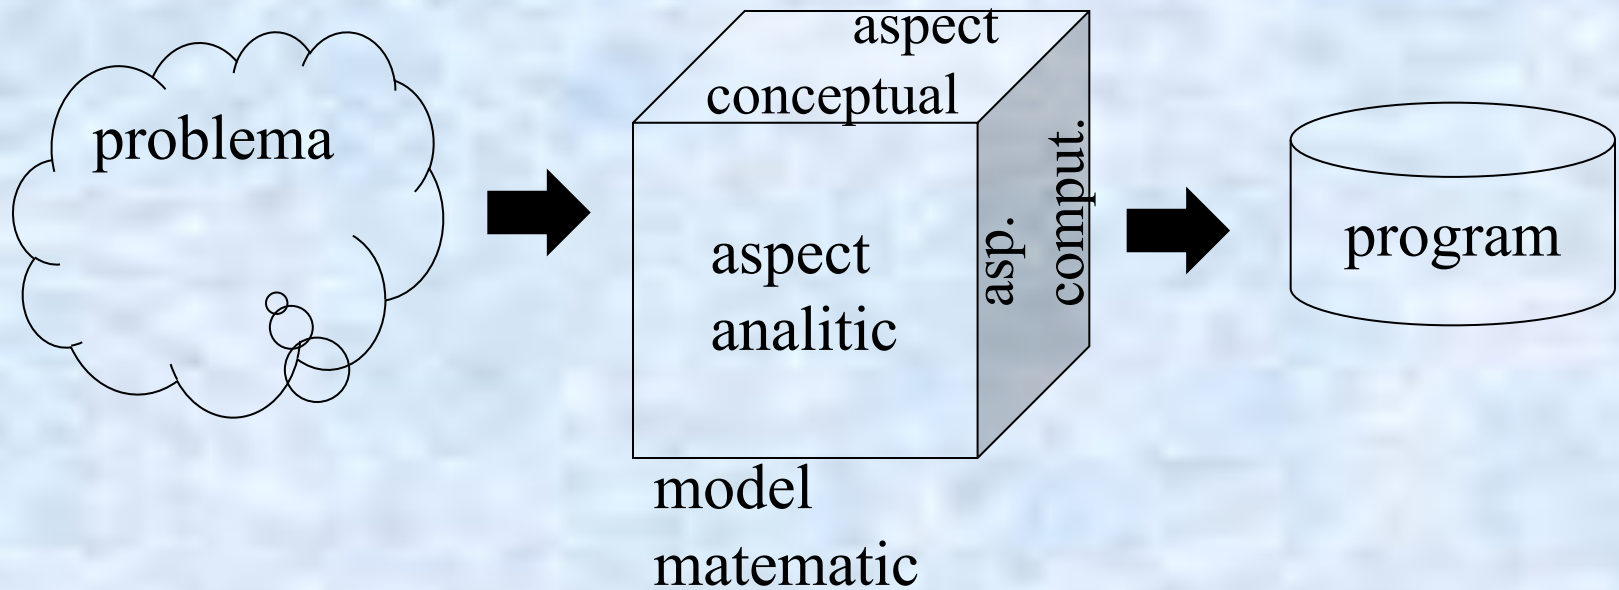 problema
aspect
conceptual
aspect
analitic
asp.
comput.
model
matematic
program